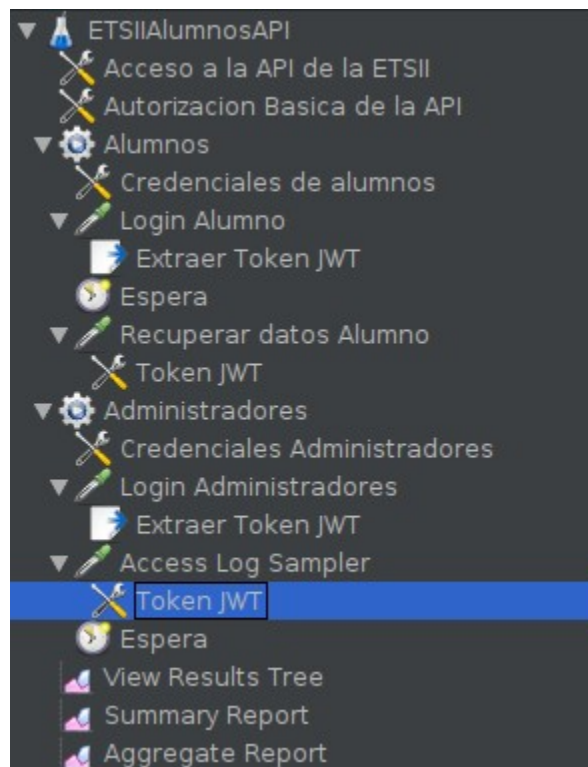 ETSIIAlumnosAPI
Acceso a la API de la ETSII
Autorizacion Basica de la API
Alumnos
Credenciales de alumnos
Login Alumno
Extraer Token JWT
Espera
Recuperar datos Alumno
Token JWT
Administradores
Credenciales Administradores
Login Administradores
Extraer Token JWT
Access Log Sampler
Token JWT
Espera
View Results Tree
Summary Report
Aggregate Report